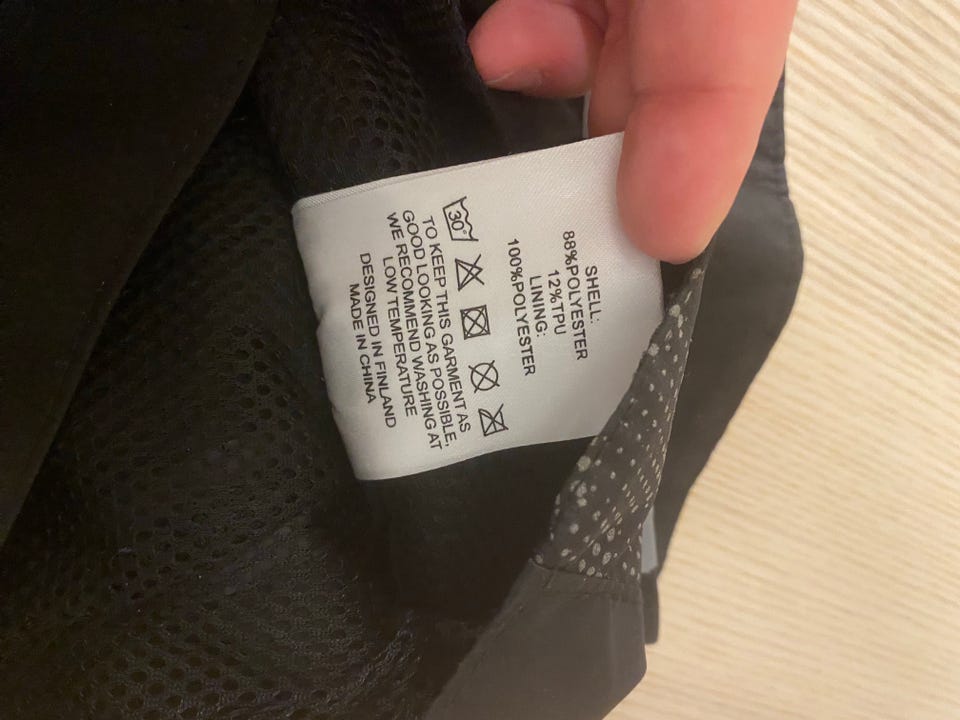 SHELL:
88%POLYESTER
12%TPU
LINING:
100%POLYESTER
30°
TO KEEP THIS GARMENT AS
GOOD LOOKING AS POSSIBLE,
WE RECOMMEND WASHING AT
LOW TEMPERATURE
DESIGNED IN FINLAND
MADE IN CHINA